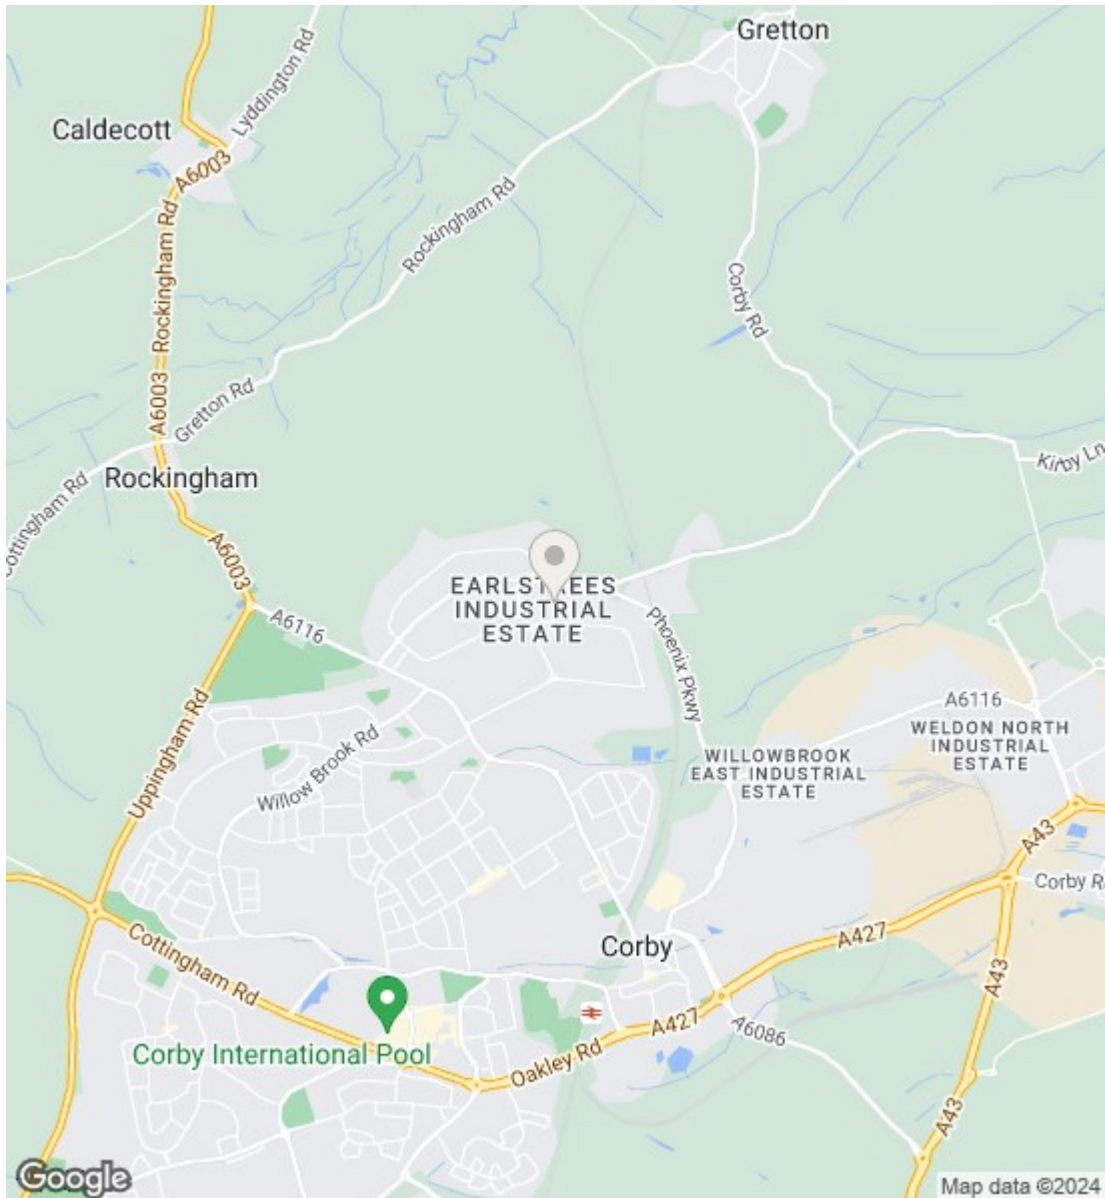 Gretton
Lyddington Rd
Caldecott
A6003
Rockingham Rd
Rockingham Rd
A6003
Corby Rd
Gretton Rd
Cottingham Rd
Rockingham
Kirby Ln
A6003
A6116
EARLSTREES
INDUSTRIAL
ESTATE
Phoenix Pkwy
A6116
Uppingham Rd
Willow Brook Rd
WELDON NORTH
INDUSTRIAL
ESTATE
WILLOWBROOK
EAST INDUSTRIAL
ESTATE
A43
Corby R
Corby
A427
Cottingham Rd
A43
A427
A6086
Corby International Pool
Oakley Rd
A43
Google
Map data ©2024